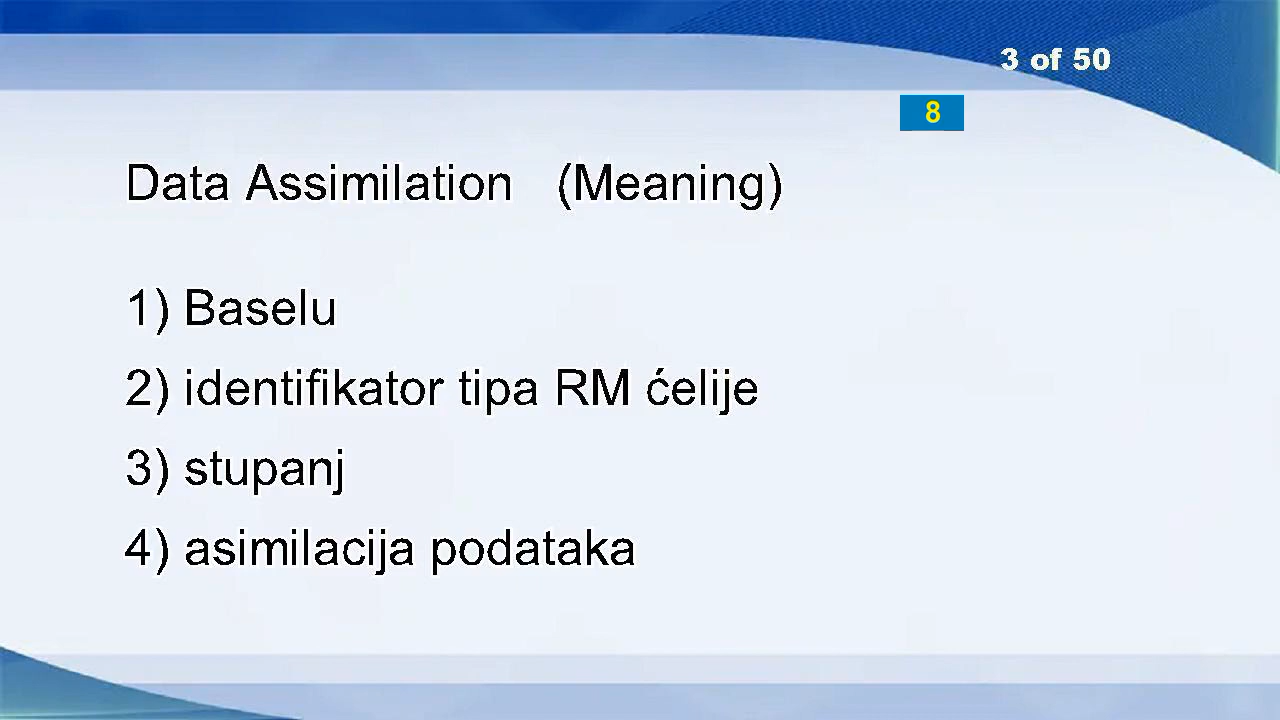 3 of 50
8
Data Assimilation (Meaning)
1) Baselu
2) identifikator tipa RM ćelije
3) stupanj
4) asimilacija podataka